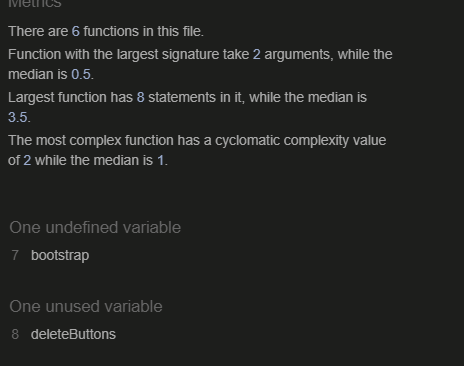 Metrics
There are 6 functions in this file.
Function with the largest signature take 2 arguments, while the
median is 0.5.
Largest function has 8 statements in it, while the median is
3.5.
The most complex function has a cyclomatic complexity value
of 2 while the median is 1.
One undefined variable
7 bootstrap
One unused variable
8 deleteButtons